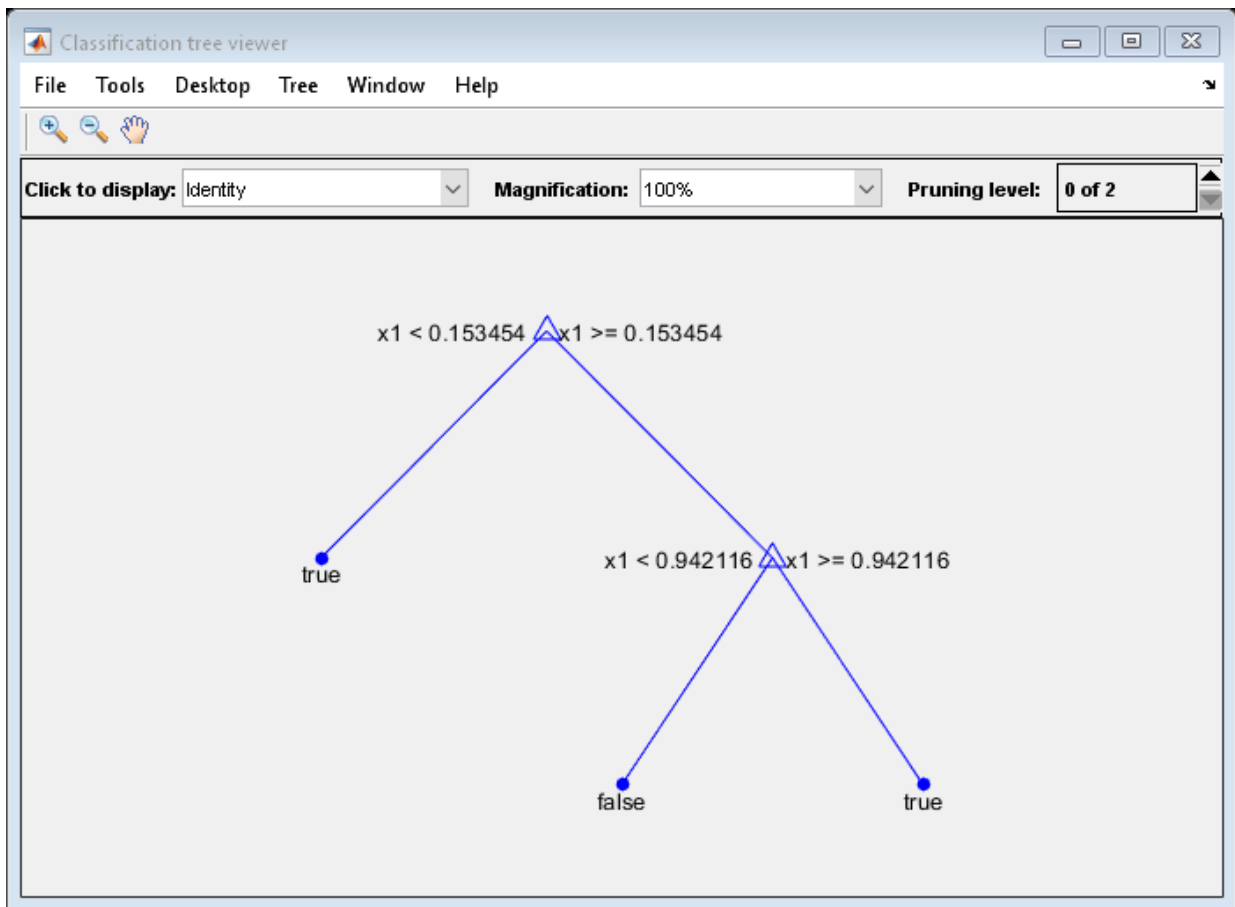 Classification tree viewer
File Tools Desktop Tree Window Help
Click to display: Identity Magnification: 100% Pruning level: 0 of 2
x1 < 0.153454 x1 >= 0.153454
true
x1 < 0.942116 x1 >= 0.942116
false true